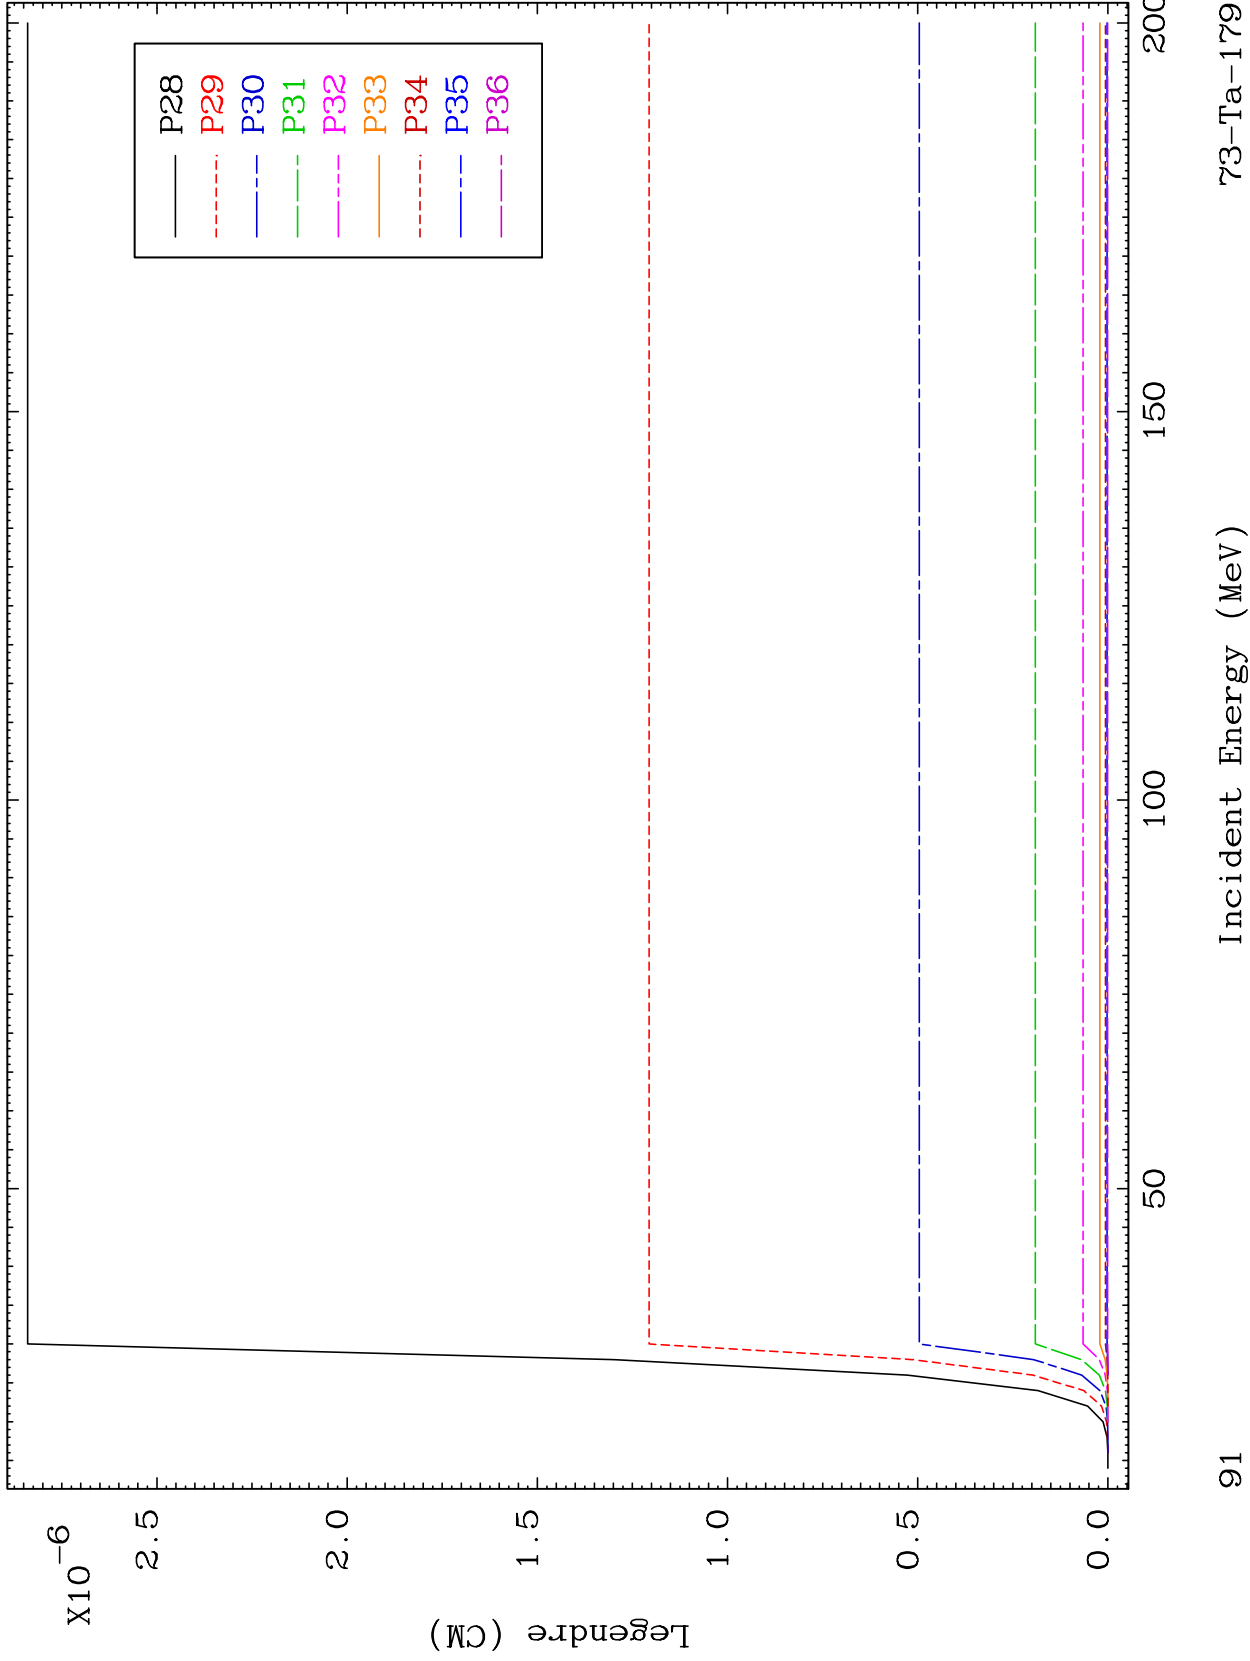 X10-6
2.5
2.0
1.5
1.0
0.5
0.0
Legendre (CM)
P28
P29
P30
P31
P32
P33
P34
P35
P36
50
100
150
200
Incident Energy (MeV)
91
73-Ta-179